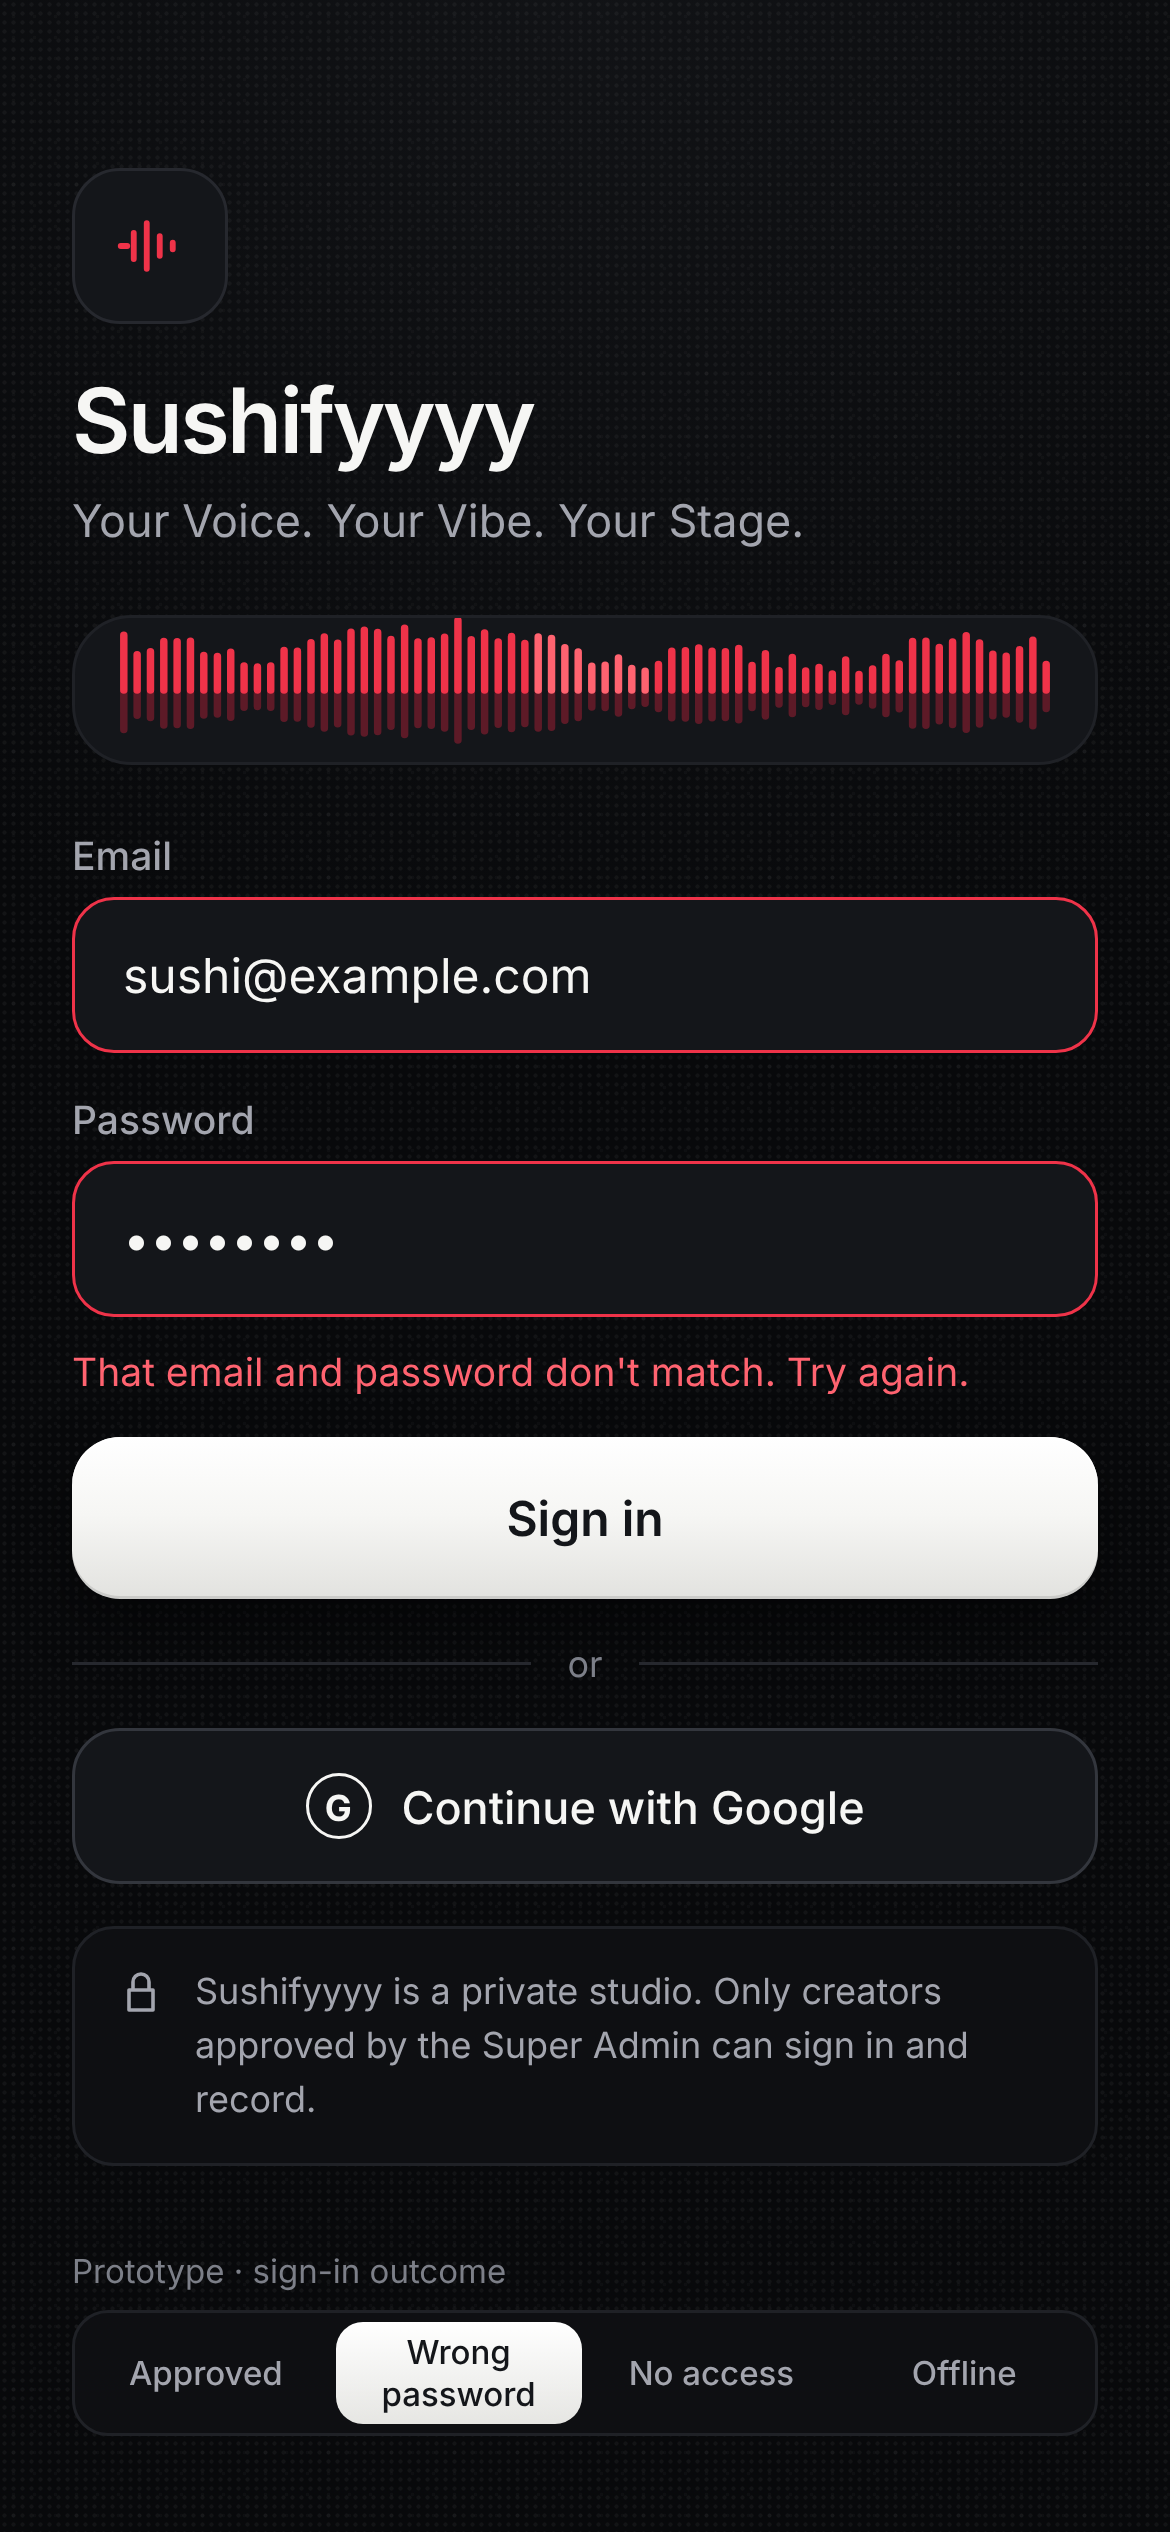 Sushifyyyy
Your Voice. Your Vibe. Your Stage.
Email
sushi@example.com
Password
••••••••
That email and password don't match. Try again.
Sign in
or
G Continue with Google
Sushifyyyy is a private studio. Only creators
approved by the Super Admin can sign in and
record.
Prototype · sign-in outcome
Approved
Wrong
password
No access
Offline